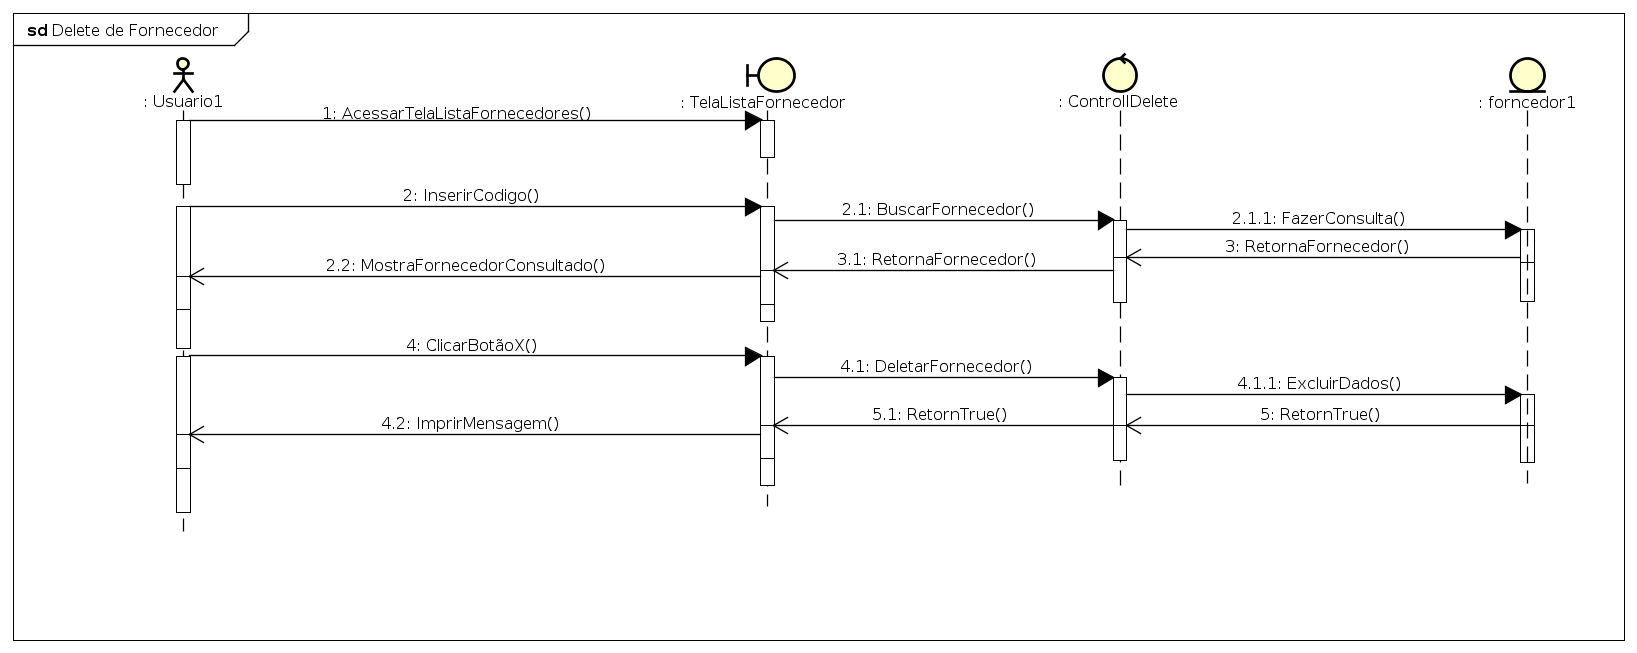 sd Delete de Fornecedor
: Usuario1
: TelaListaFornecedor
: ControllDelete
: forncedor1
1: AcessarTelaListaFornecedores()
2: InserirCodigo()
2.1: BuscarFornecedor()
2.1.1: FazerConsulta()
3: RetornaFornecedor()
3.1: RetornaFornecedor()
2.2: MostraFornecedorConsultado()
4: ClicarBotãoX()
4.1: DeletarFornecedor()
4.1.1: ExcluirDados()
5: RetornTrue()
5.1: RetornTrue()
4.2: ImprirMensagem()